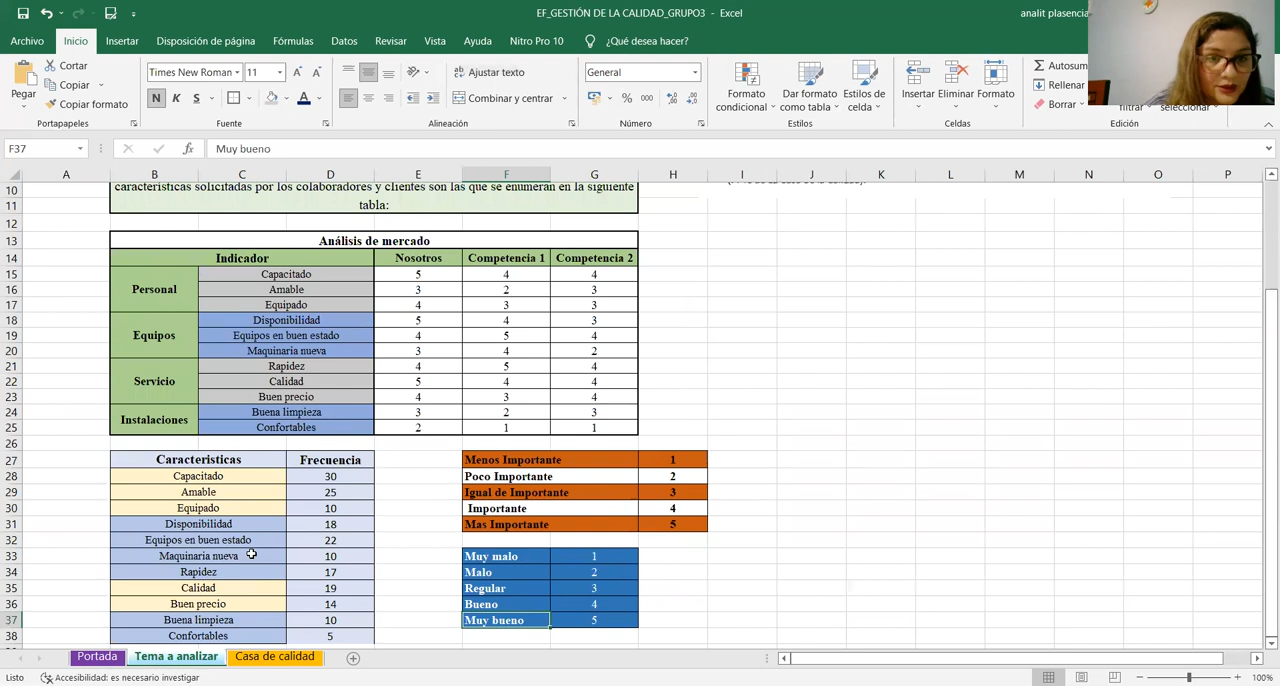 EF_GESTIÓN DE LA CALIDAD_GRUPO3 - Excel
analit plasencia
Archivo Inicio Insertar Disposición de página Fórmulas Datos Revisar Vista Ayuda Nitro Pro 10 ¿Qué desea hacer?
Pegar
Cortar
Copiar
Copiar formato
Portapapeles
Times New Roman 11
N K S
Fuente
Ajustar texto
Combinar y centrar
Alineación
General
% 000
Número
Formato condicional
Dar formato como tabla
Estilos de celda
Estilos
Insertar Eliminar Formato
Celdas
Autosuma
Rellenar
Borrar
filtrar
seleccionar
Edición
F37 fx Muy bueno
A B C D E F G H I J K L M N O P
10 características solicitadas por los colaboradores y clientes son las que se enumeran en la siguiente
11 tabla:
12
13 Análisis de mercado
14 Indicador Nosotros Competencia 1 Competencia 2
15 Capacitado 5 4 4
16 Personal Amable 3 2 3
17 Equipado 4 3 3
18 Disponibilidad 5 4 3
19 Equipos Equipos en buen estado 4 5 4
20 Maquinaria nueva 3 4 2
21 Rapidez 4 5 4
22 Servicio Calidad 5 4 4
23 Buen precio 4 3 4
24 Instalaciones Buena limpieza 3 2 3
25 Confortables 2 1 1
26
27 Caracteristicas Frecuencia Menos Importante 1
28 Capacitado 30 Poco Importante 2
29 Amable 25 Igual de Importante 3
30 Equipado 10 Importante 4
31 Disponibilidad 18 Mas Importante 5
32 Equipos en buen estado 22
33 Maquinaria nueva 10 Muy malo 1
34 Rapidez 17 Malo 2
35 Calidad 19 Regular 3
36 Buen precio 14 Bueno 4
37 Buena limpieza 10 Muy bueno 5
38 Confortables 5
Portada Tema a analizar Casa de calidad
Listo Accesibilidad: es necesario investigar 100%